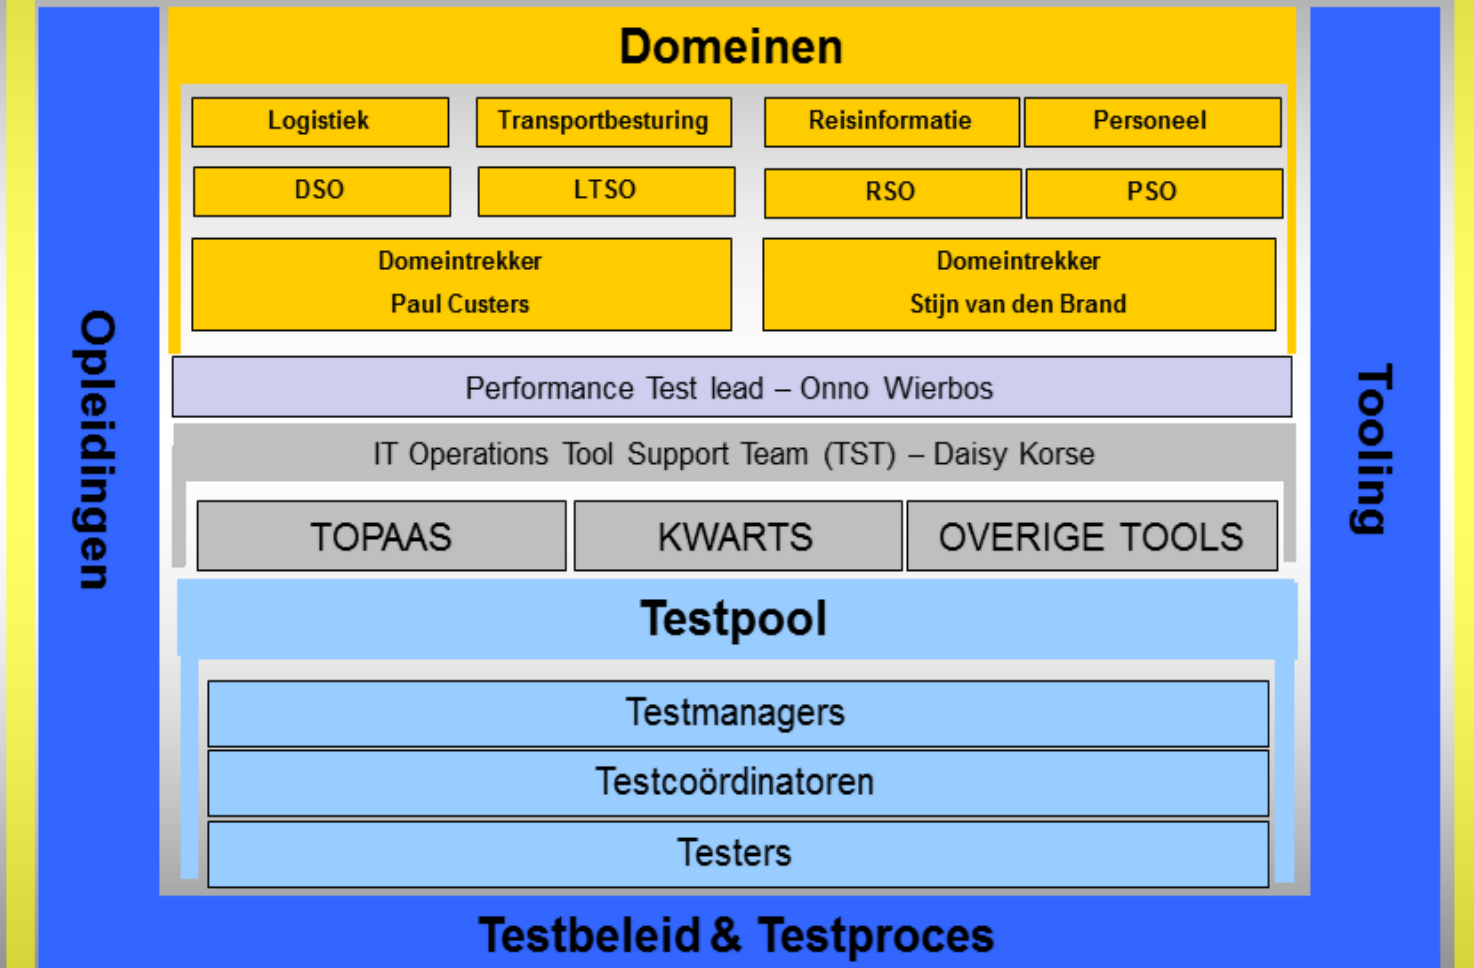 Domeinen
Logistiek
Transportbesturing
Reisinformatie
Personeel
DSO
LTSO
RSO
PSO
Domeintrekker
Paul Custers
Domeintrekker
Stijn van den Brand
Opleidingen
Tooling
Performance Test lead – Onno Wierbos
IT Operations Tool Support Team (TST) – Daisy Korse
TOPAAS
KWARTS
OVERIGE TOOLS
Testpool
Testmanagers
Testcoördinatoren
Testers
Testbeleid & Testproces